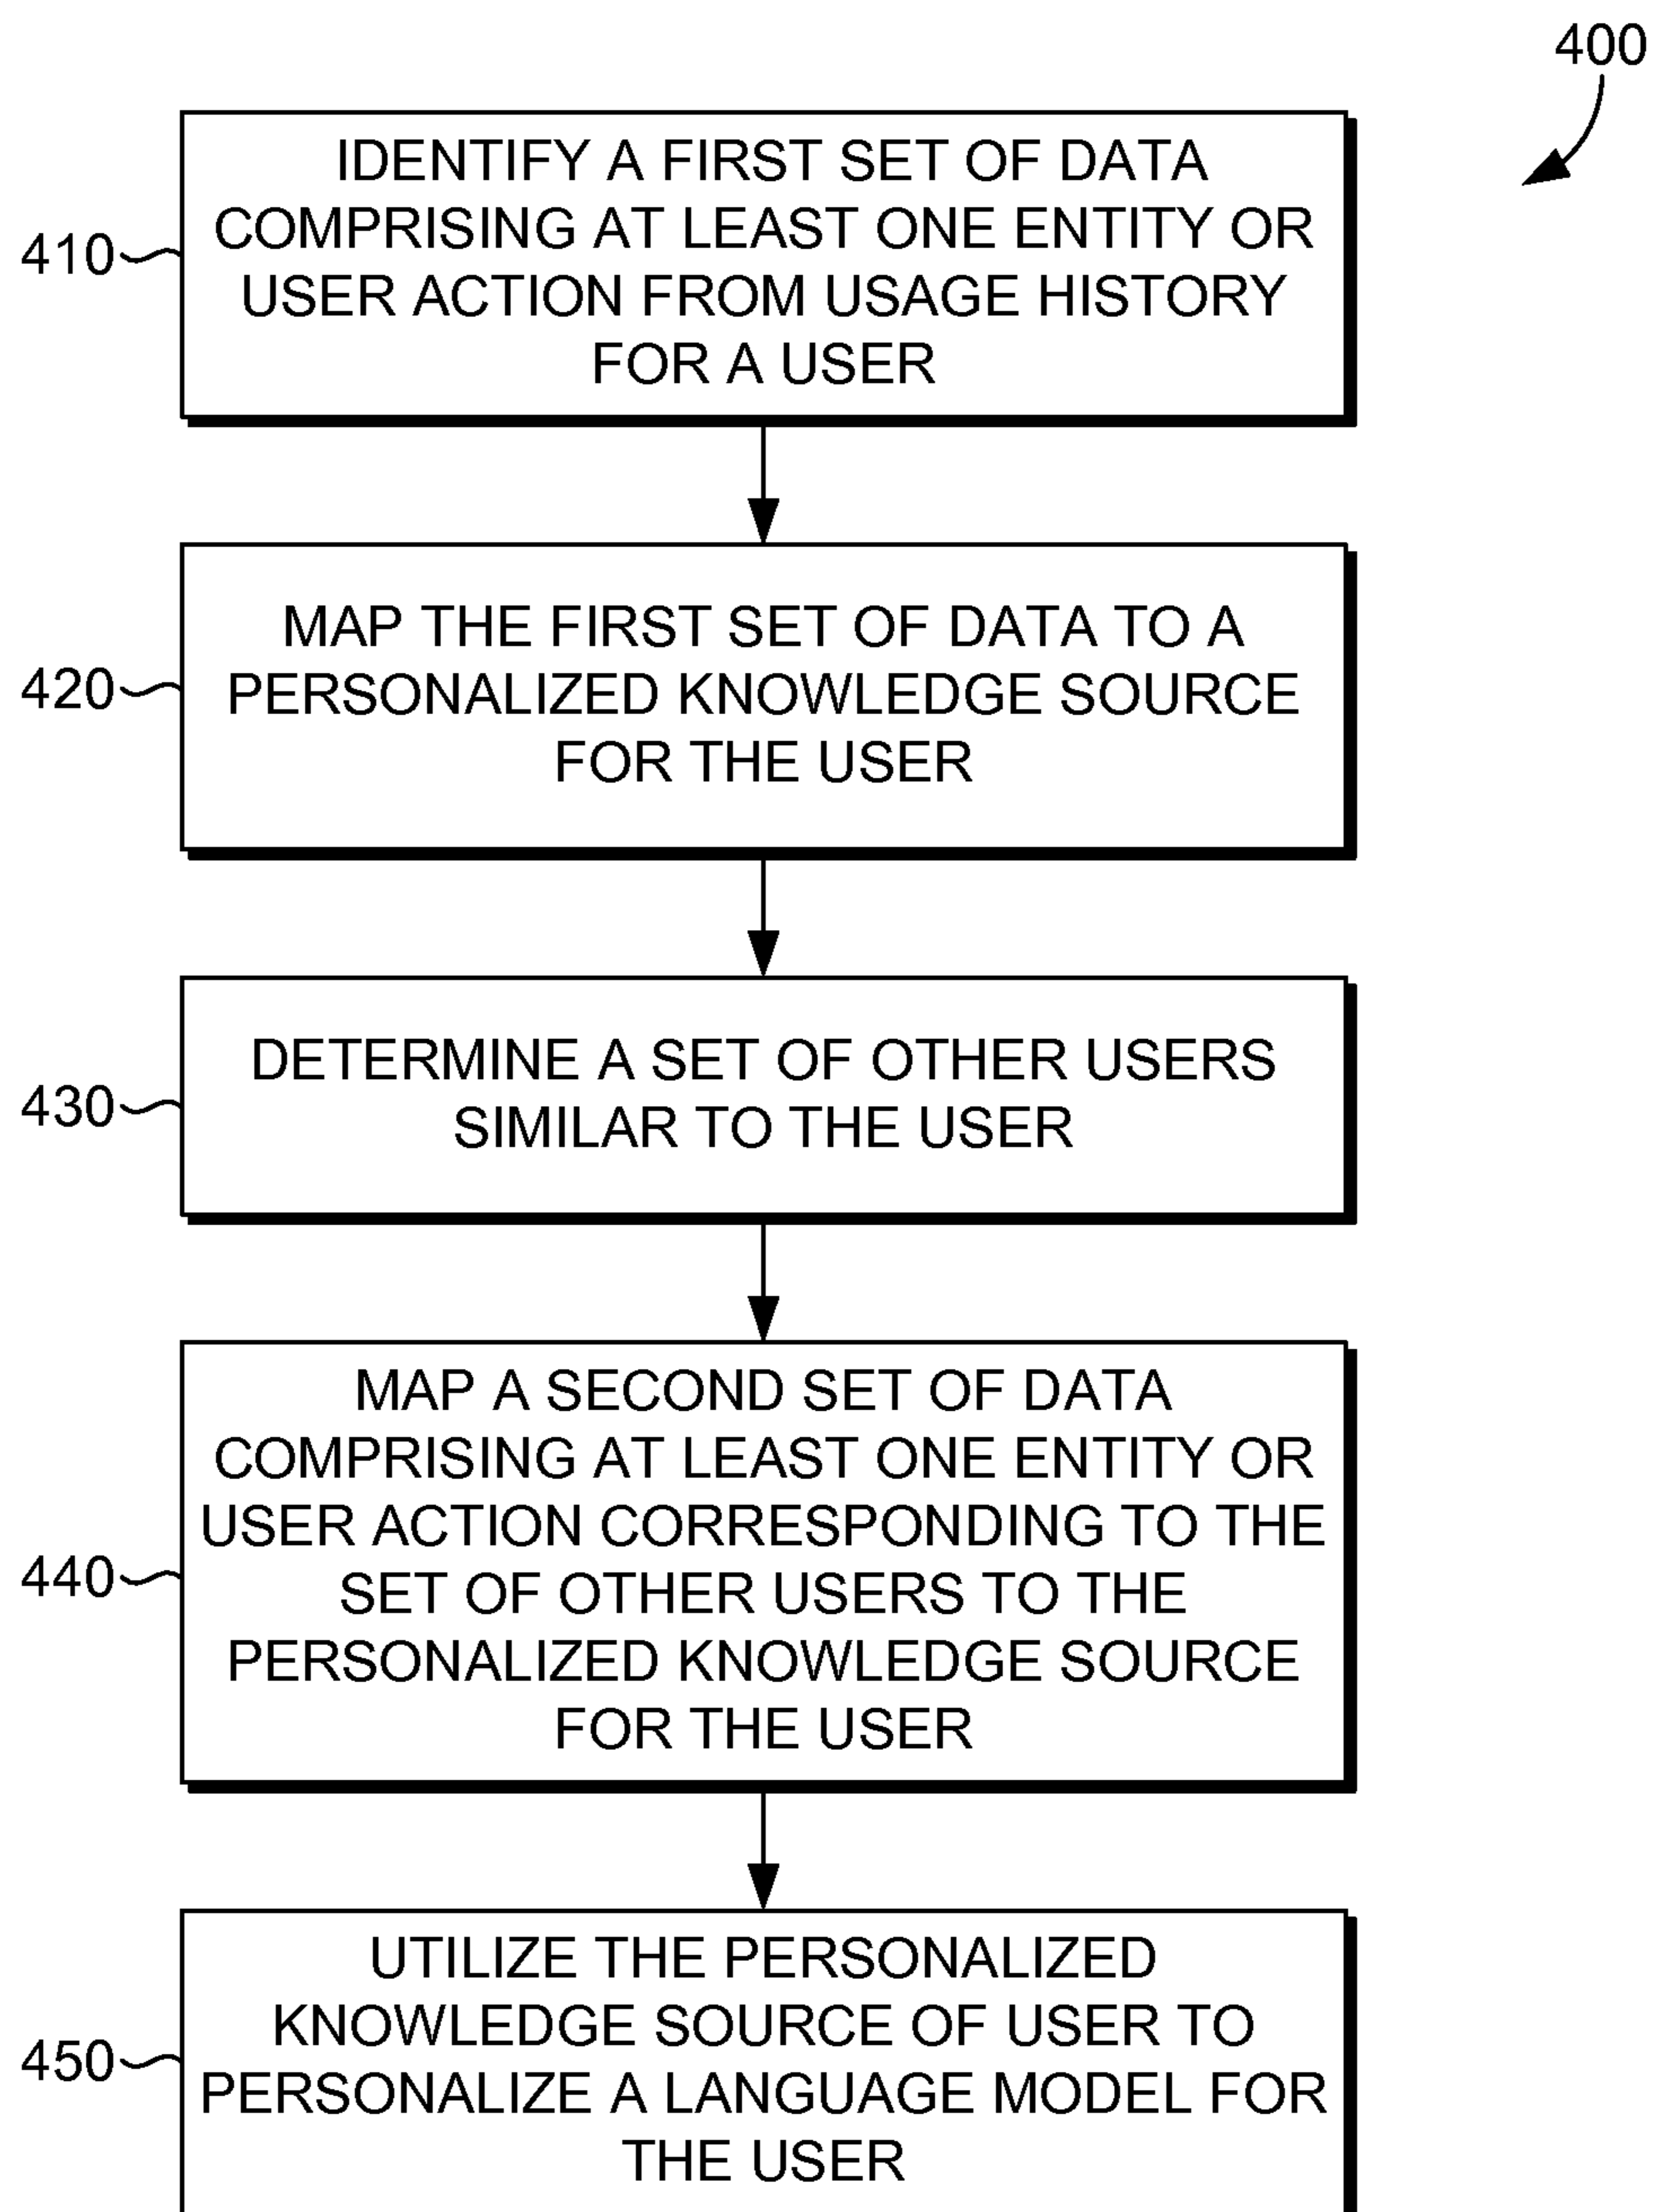 400
IDENTIFY A FIRST SET OF DATA
COMPRISING AT LEAST ONE ENTITY OR
USER ACTION FROM USAGE HISTORY
FOR A USER
410
MAP THE FIRST SET OF DATA TO A
PERSONALIZED KNOWLEDGE SOURCE
FOR THE USER
420
DETERMINE A SET OF OTHER USERS
SIMILAR TO THE USER
430
MAP A SECOND SET OF DATA
COMPRISING AT LEAST ONE ENTITY OR
USER ACTION CORRESPONDING TO THE
SET OF OTHER USERS TO THE
PERSONALIZED KNOWLEDGE SOURCE
FOR THE USER
440
UTILIZE THE PERSONALIZED
KNOWLEDGE SOURCE OF USER TO
PERSONALIZE A LANGUAGE MODEL FOR
THE USER
450